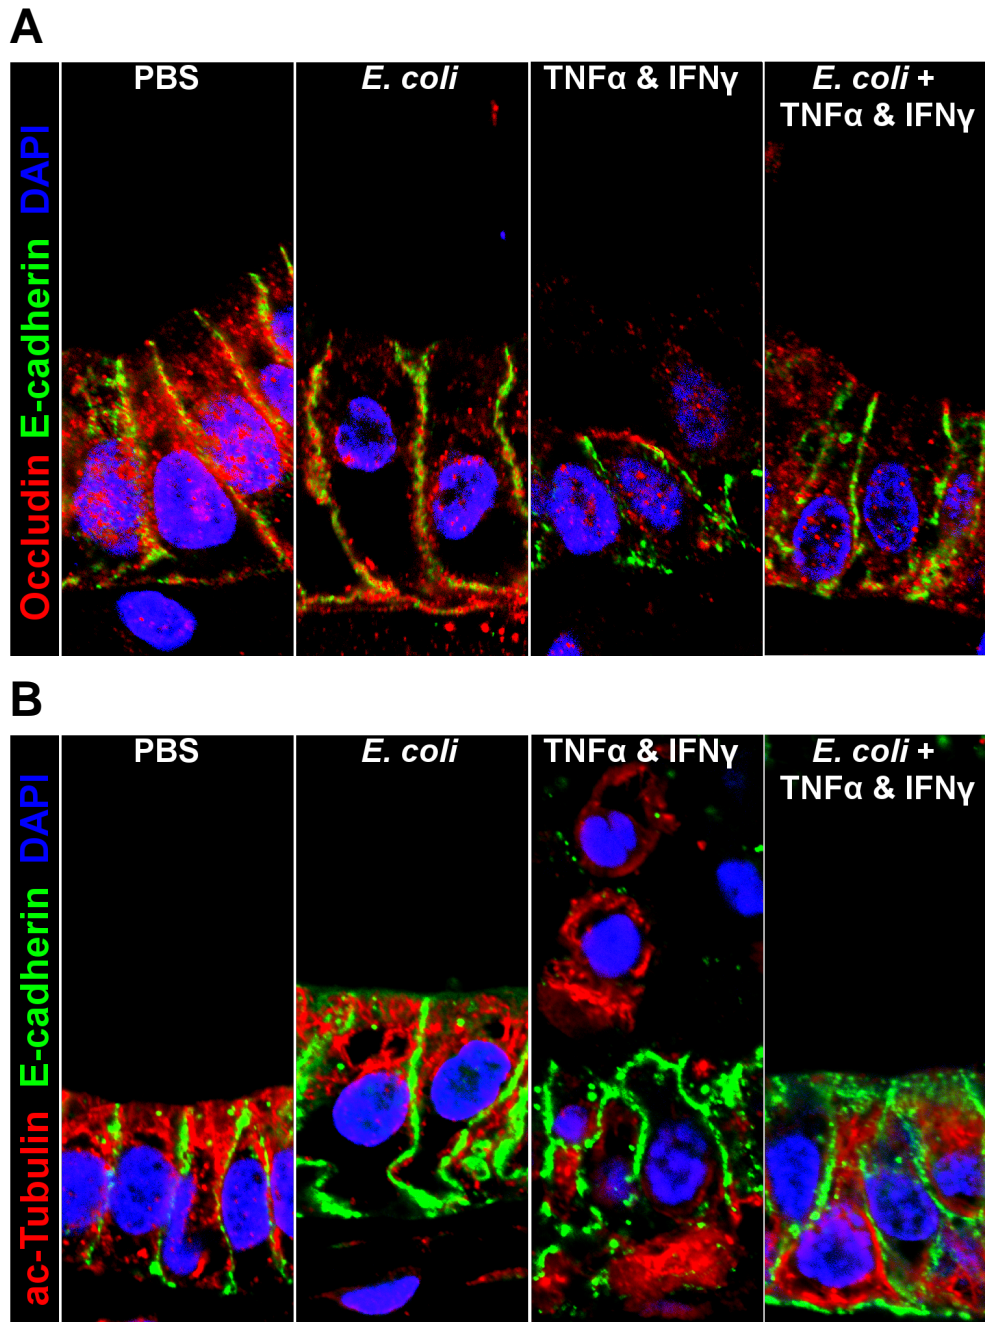 A
PBS
E. coli
TNFα & IFNγ
E. coli +
TNFα & IFNγ
Occludin E-cadherin DAPI
B
PBS
E. coli
TNFα & IFNγ
E. coli +
TNFα & IFNγ
ac-Tubulin E-cadherin DAPI